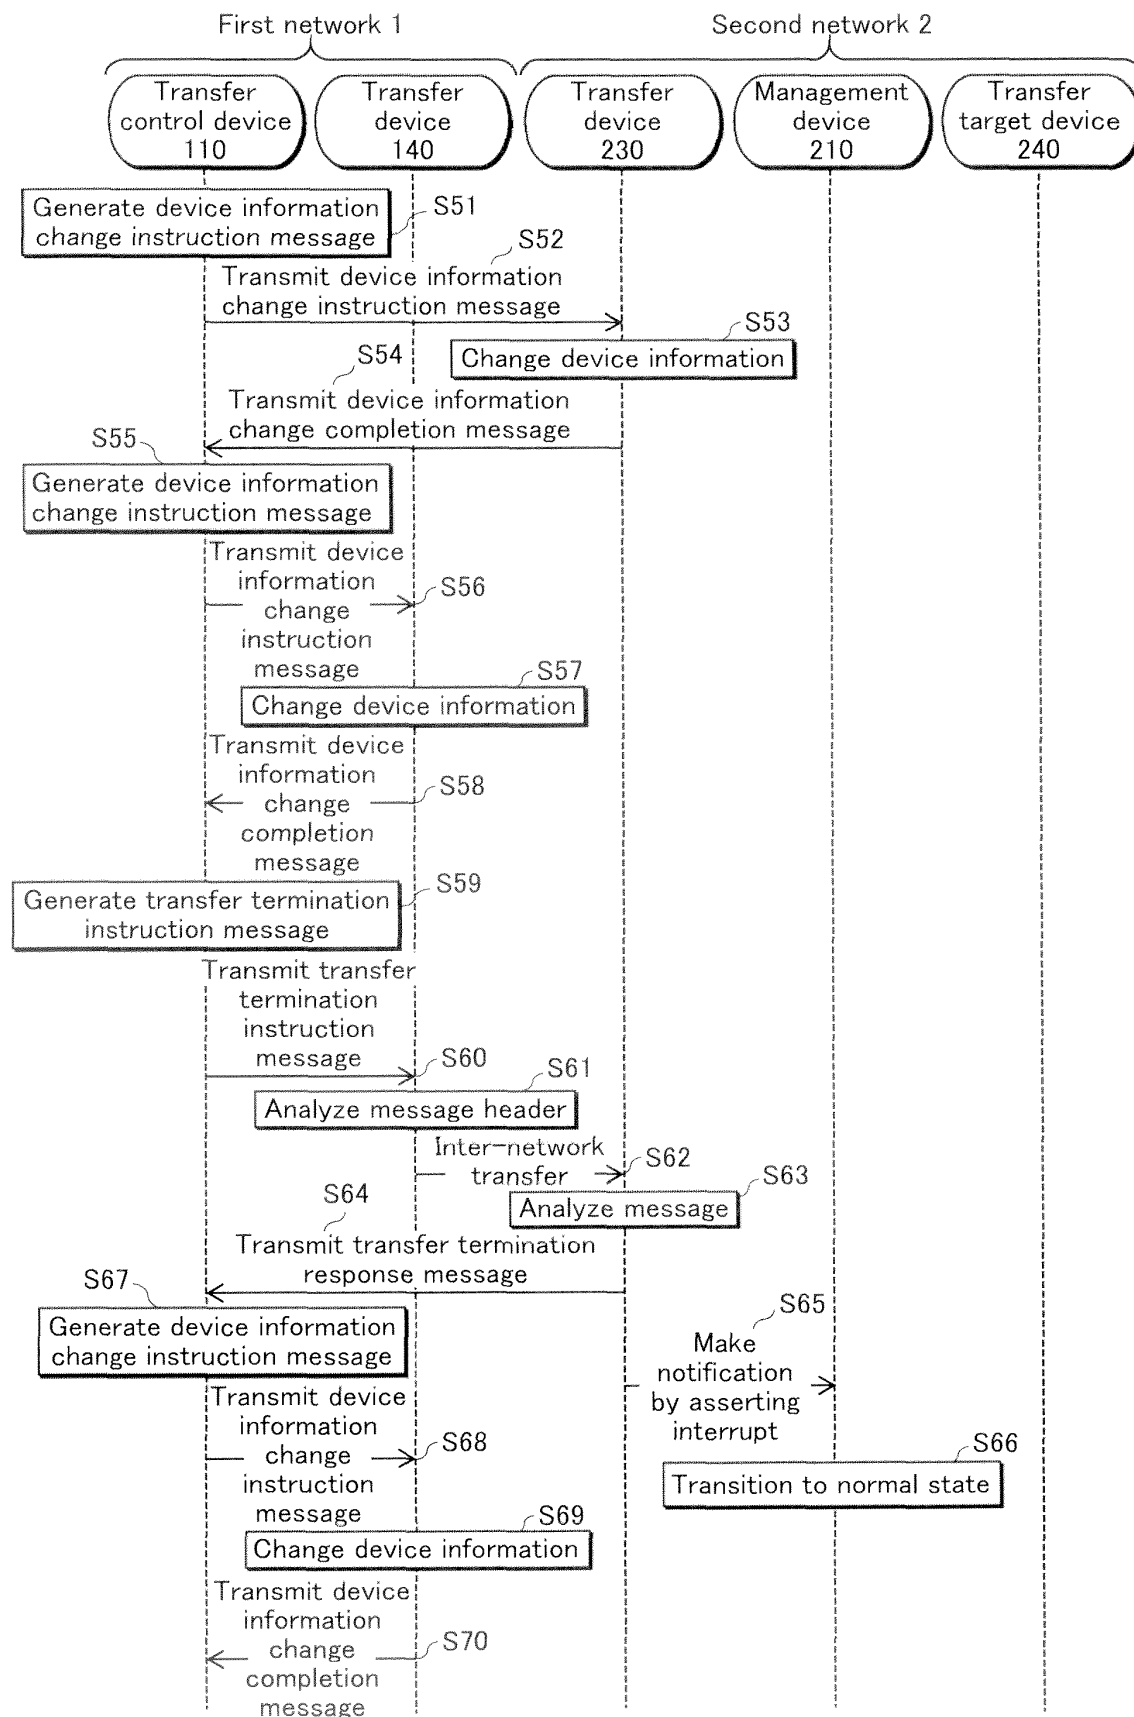 First network 1
Second network 2
Transfer
control device
110
Transfer
device
140
Transfer
device
230
Management
device
210
Transfer
target device
240
Generate device information
change instruction message
S51
S52
Transmit device information
change instruction message
S53
Change device information
S54
Transmit device information
change completion message
S55
Generate device information
change instruction message
Transmit device
information
change
instruction
message
S56
S57
Change device information
Transmit device
information
change
completion
message
S58
S59
Generate transfer termination
instruction message
Transmit transfer
termination
instruction
message
S60
S61
Analyze message header
Inter-network
transfer
S62
S63
Analyze message
S64
Transmit transfer termination
response message
S67
Generate device information
change instruction message
S65
Make
notification
by asserting
interrupt
Transmit device
information
change
instruction
message
S68
S66
Transition to normal state
S69
Change device information
Transmit device
information
change
completion
message
S70